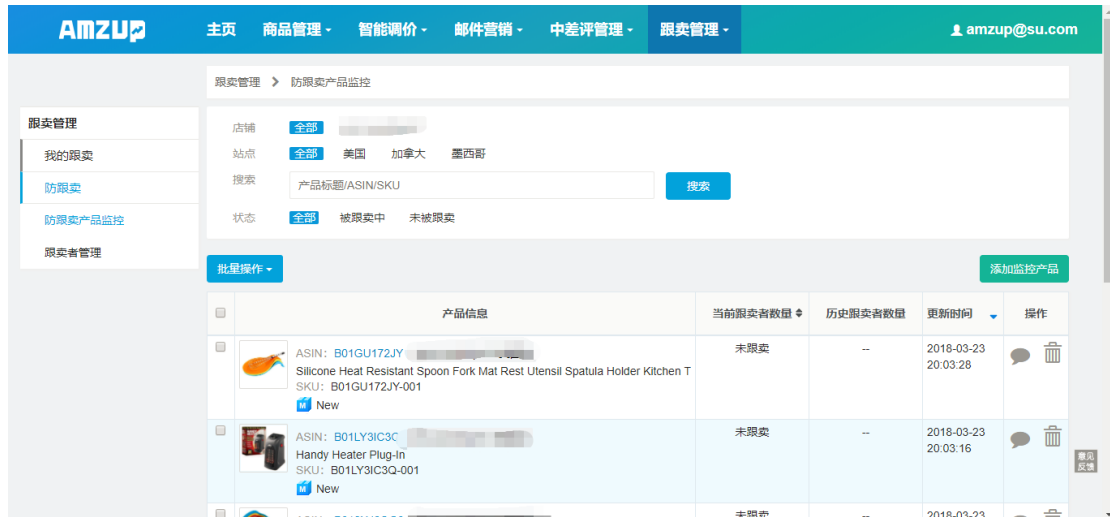 AMZUP 主页 商品管理 智能调价 邮件营销 中差评管理 跟卖管理 amzup@su.com
跟卖管理 > 防跟卖产品监控
跟卖管理
我的跟卖
防跟卖
防跟卖产品监控
跟卖者管理
店铺 全部
站点 全部 美国 加拿大 墨西哥
搜索 产品标题/ASIN/SKU 搜索
状态 全部 被跟卖中 未被跟卖
批量操作 添加监控产品
产品信息 当前跟卖者数量 历史跟卖者数量 更新时间 操作
ASIN: B01GU172JY 未跟卖 -- 2018-03-23
20:03:28
Silicone Heat Resistant Spoon Fork Mat Rest Utensil Spatula Holder Kitchen T
SKU: B01GU172JY-001
M New
ASIN: B01LY3IC3Q 未跟卖 -- 2018-03-23
20:03:16
Handy Heater Plug-In
SKU: B01LY3IC3Q-001
M New
意见
反馈
未跟卖 2018-03-23